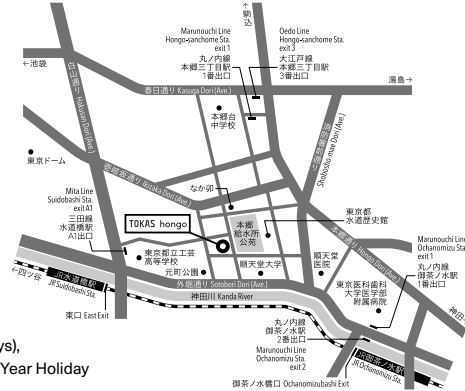 ↑駒込
Marunouchi Line
Hongo-sanchome Sta.
exit 1
丸ノ内線
本郷三丁目駅
1番出口
Oedo Line
Hongo-sanchome Sta.
exit 3
大江戸線
本郷三丁目駅
3番出口
←池袋
湯島→
白山通り Hakusan Dori (Ave.)
春日通り Kasuga Dori (Ave.)
本郷台
中学校
Shobosho-mae Dori (Ave.)
東京ドーム
壱岐坂通り Ikizaka Dori (Ave.)
なか卯
Mita Line
Suidobashi Sta.
exit A1
三田線
水道橋駅
A1出口
TOKAS hongo
本郷
給水所
公苑
東京都
水道歴史館
本郷通り Hongo Dori (Ave.)
Marunouchi Line
Ochanomizu Sta.
exit 1
丸ノ内線
御茶ノ水駅
1番出口
東京都立工芸
高等学校
元町公園
順天堂大学
順天堂
医院
東京医科歯科
大学医学部
附属病院
←四ツ谷
JR水道橋駅
JR Suidobashi Sta.
外堀通り Sotobori Dori (Ave.)
神田川 Kanda River
神田→
東口 East Exit
丸ノ内線
御茶ノ水駅
2番出口
Marunouchi Line
Ochanomizu Sta.
exit 2
JR御茶ノ水駅
JR Ochanomizu Sta.
御茶ノ水橋口 Ochanomizubashi Exit
ys),
Year Holiday